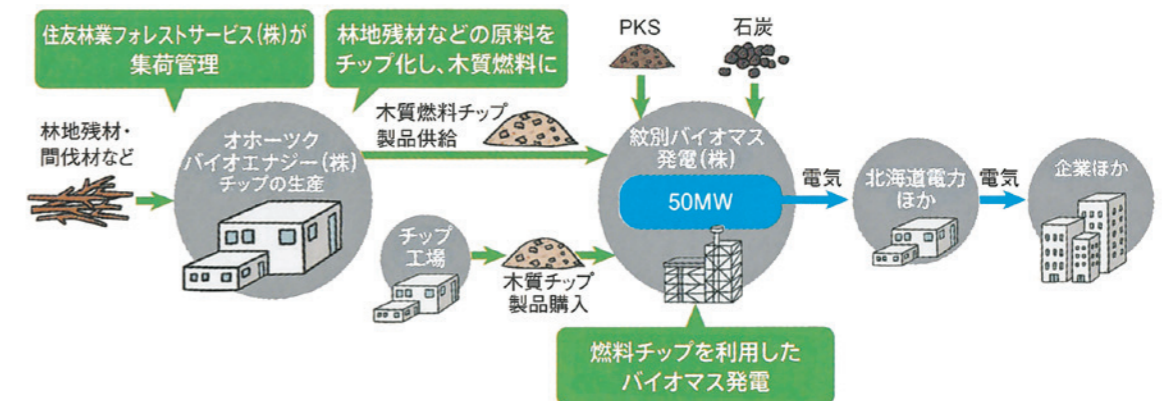 住友林業フォレストサービス(株)が
集荷管理
林地残材などの原料を
チップ化し、木質燃料に
PKS
石炭
林地残材・
間伐材など
オホーツク
バイオエナジー(株)
チップの生産
木質燃料チップ
製品供給
紋別バイオマス
発電(株)
50MW
電気
北海道電力
ほか
電気
企業ほか
チップ
工場
木質チップ
製品購入
燃料チップを利用した
バイオマス発電